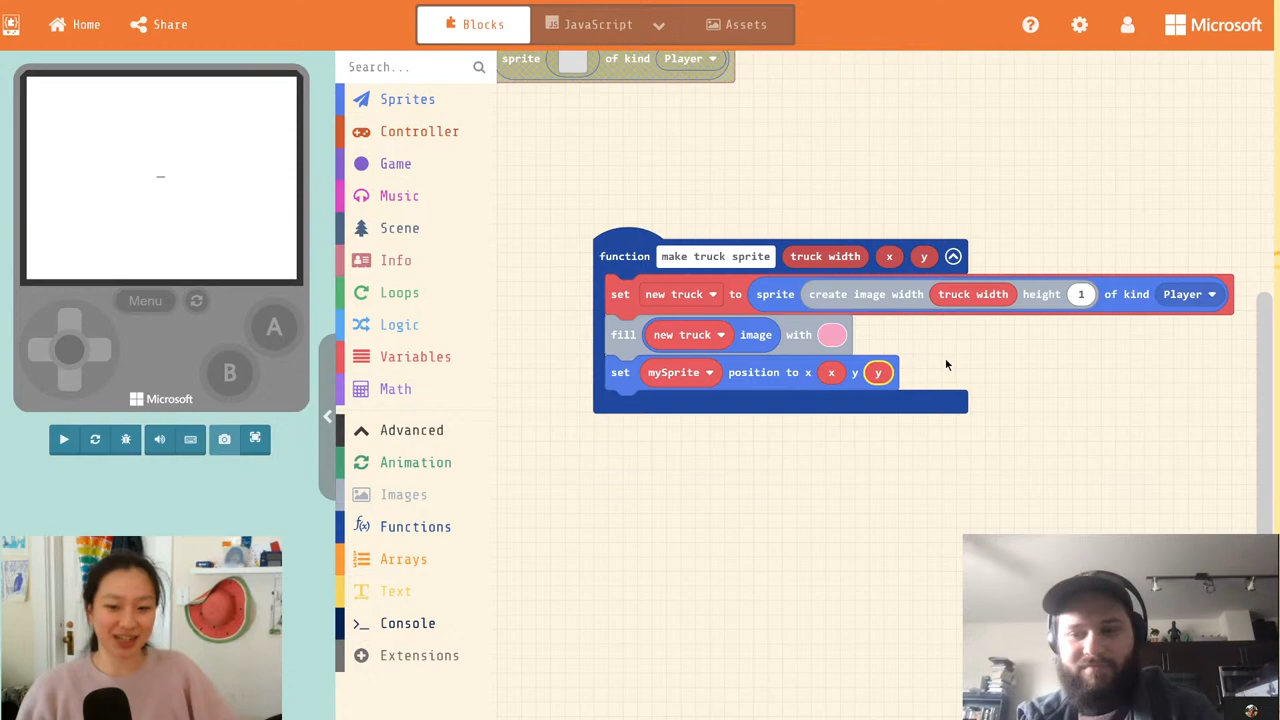 Home
Share
Blocks
JS JavaScript
Assets
Microsoft
Search...
sprite of kind Player
Sprites
Controller
Game
Music
Scene
Info
Loops
Logic
Variables
Math
Advanced
Animation
Images
Functions
Arrays
Text
Console
Extensions
Menu
A
B
Microsoft
function make truck sprite truck width x y
set new truck to sprite create image width truck width height 1 of kind Player
fill new truck image with
set mySprite position to x x y y